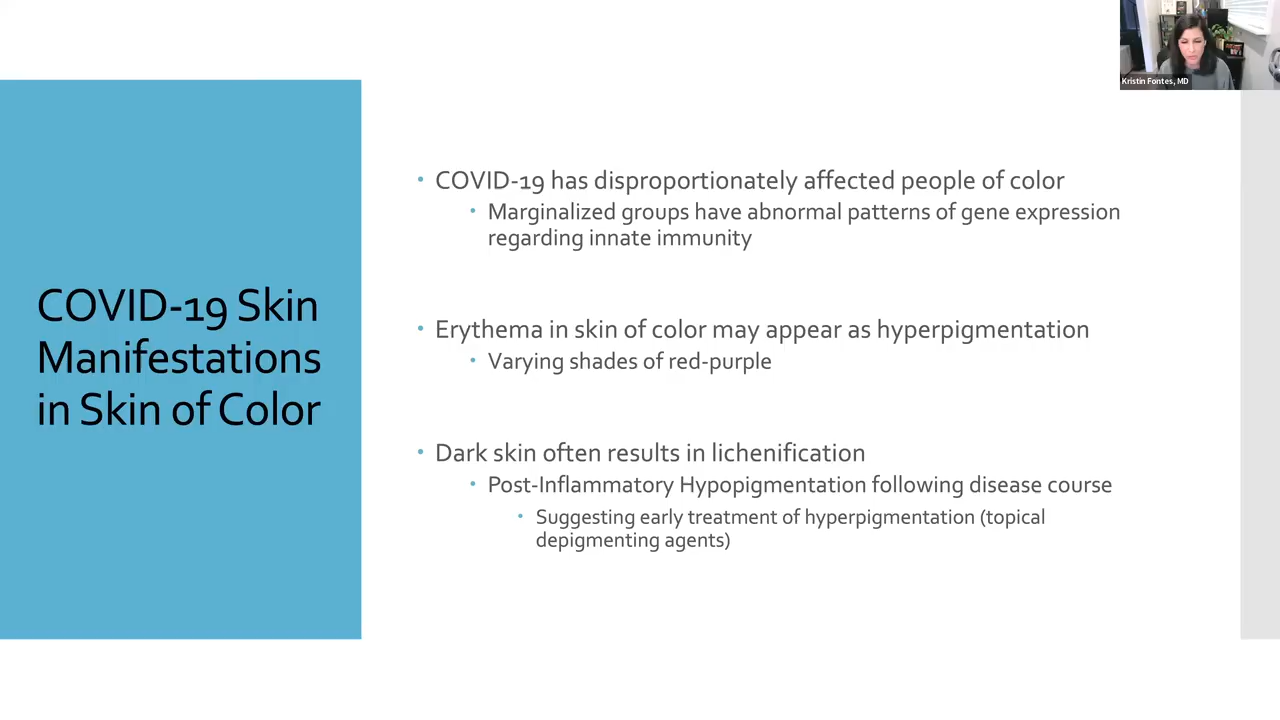 Kristin Fontes, MD
COVID-19 Skin
Manifestations
in Skin of Color
• COVID-19 has disproportionately affected people of color
• Marginalized groups have abnormal patterns of gene expression
regarding innate immunity
• Erythema in skin of color may appear as hyperpigmentation
• Varying shades of red-purple
• Dark skin often results in lichenification
• Post-Inflammatory Hypopigmentation following disease course
• Suggesting early treatment of hyperpigmentation (topical
depigmenting agents)